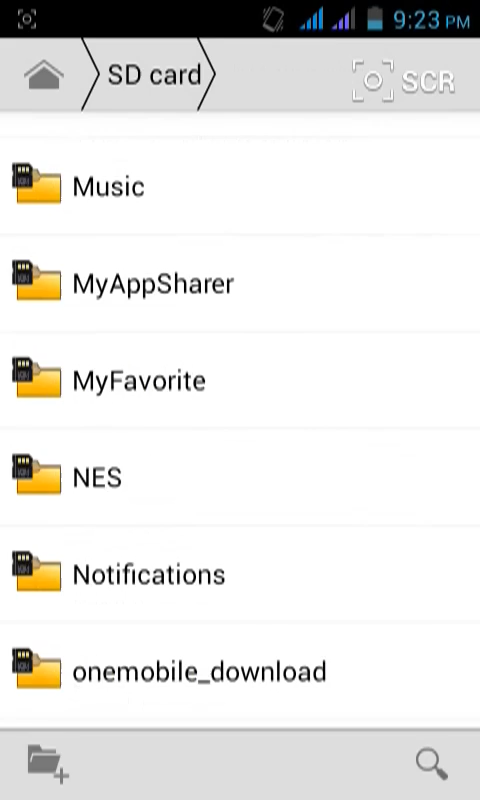 9:23 PM
SD card
SCR
Music
MyAppSharer
MyFavorite
NES
Notifications
onemobile_download